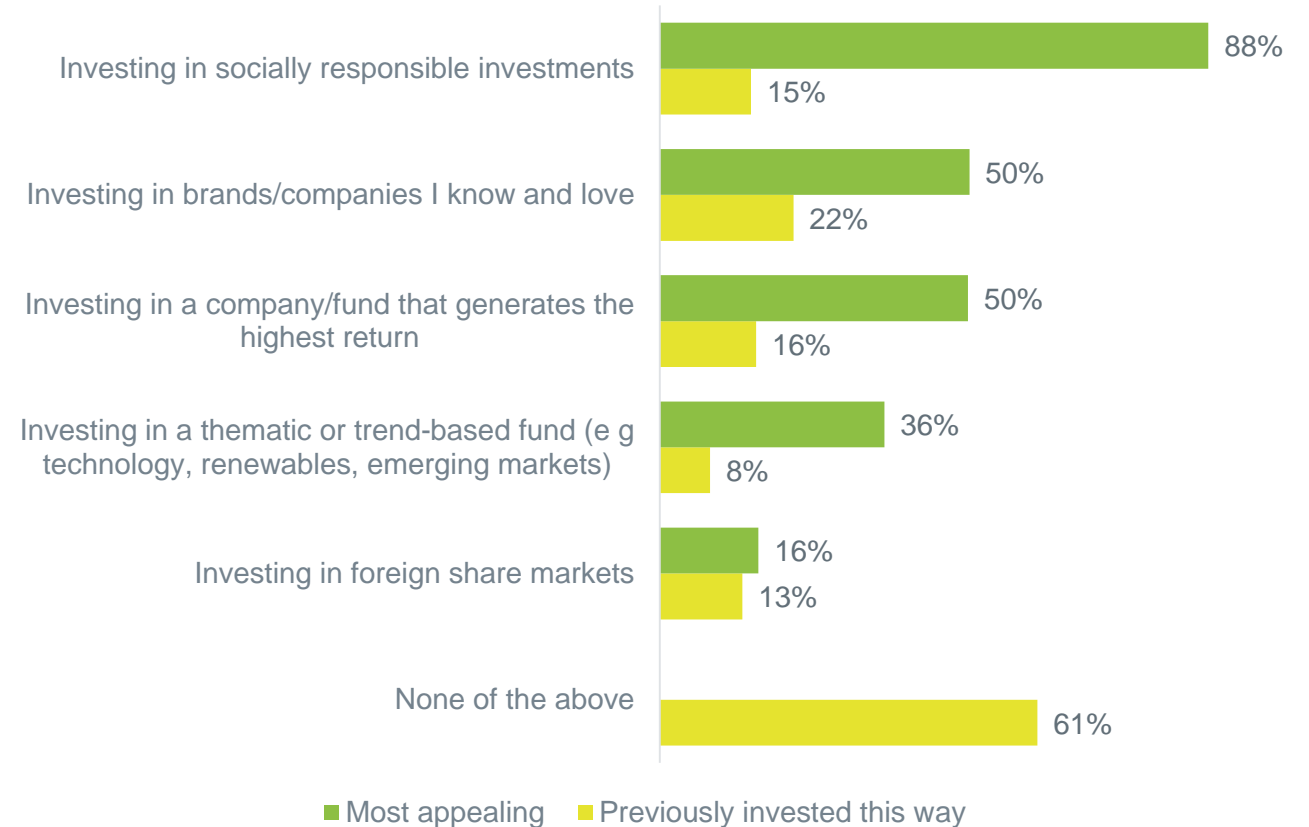 88%
Investing in socially responsible investments
15%
50%
Investing in brands/companies I know and love
22%
50%
Investing in a company/fund that generates the
highest return
16%
36%
Investing in a thematic or trend-based fund (e g
technology, renewables, emerging markets)
8%
16%
Investing in foreign share markets
13%
None of the above
61%
Most appealing
Previously invested this way